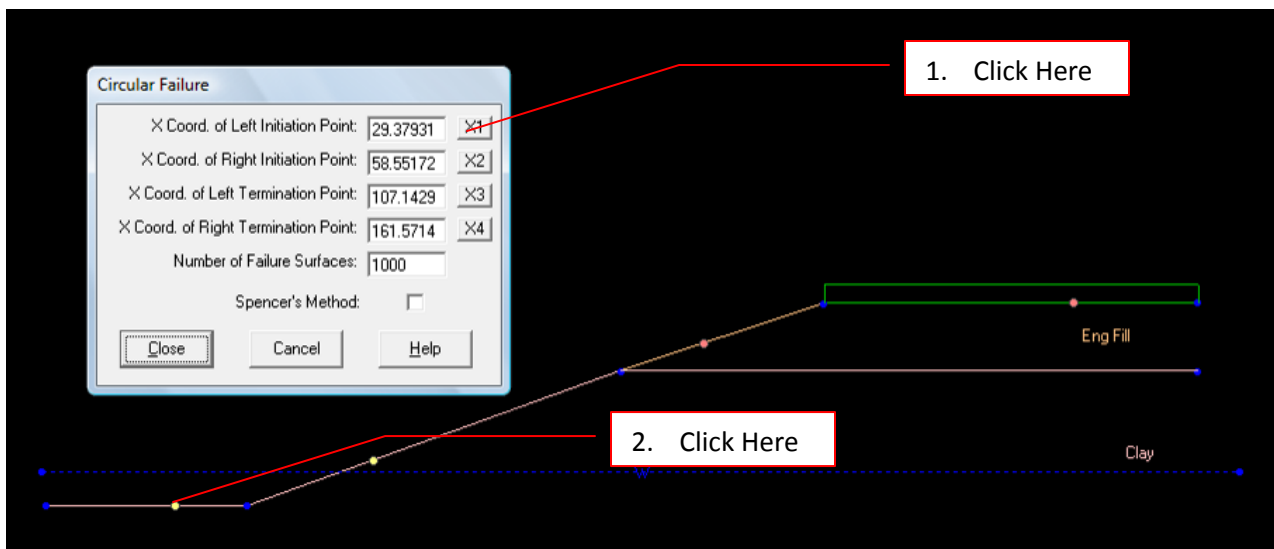 1. Click Here
Circular Failure
X Coord. of Left Initiation Point: 29.37931 X1
X Coord. of Right Initiation Point: 58.55172 X2
X Coord. of Left Termination Point: 107.1429 X3
X Coord. of Right Termination Point: 161.5714 X4
Number of Failure Surfaces: 1000
Spencer's Method:
Close Cancel Help
Eng Fill
2. Click Here
Clay
W